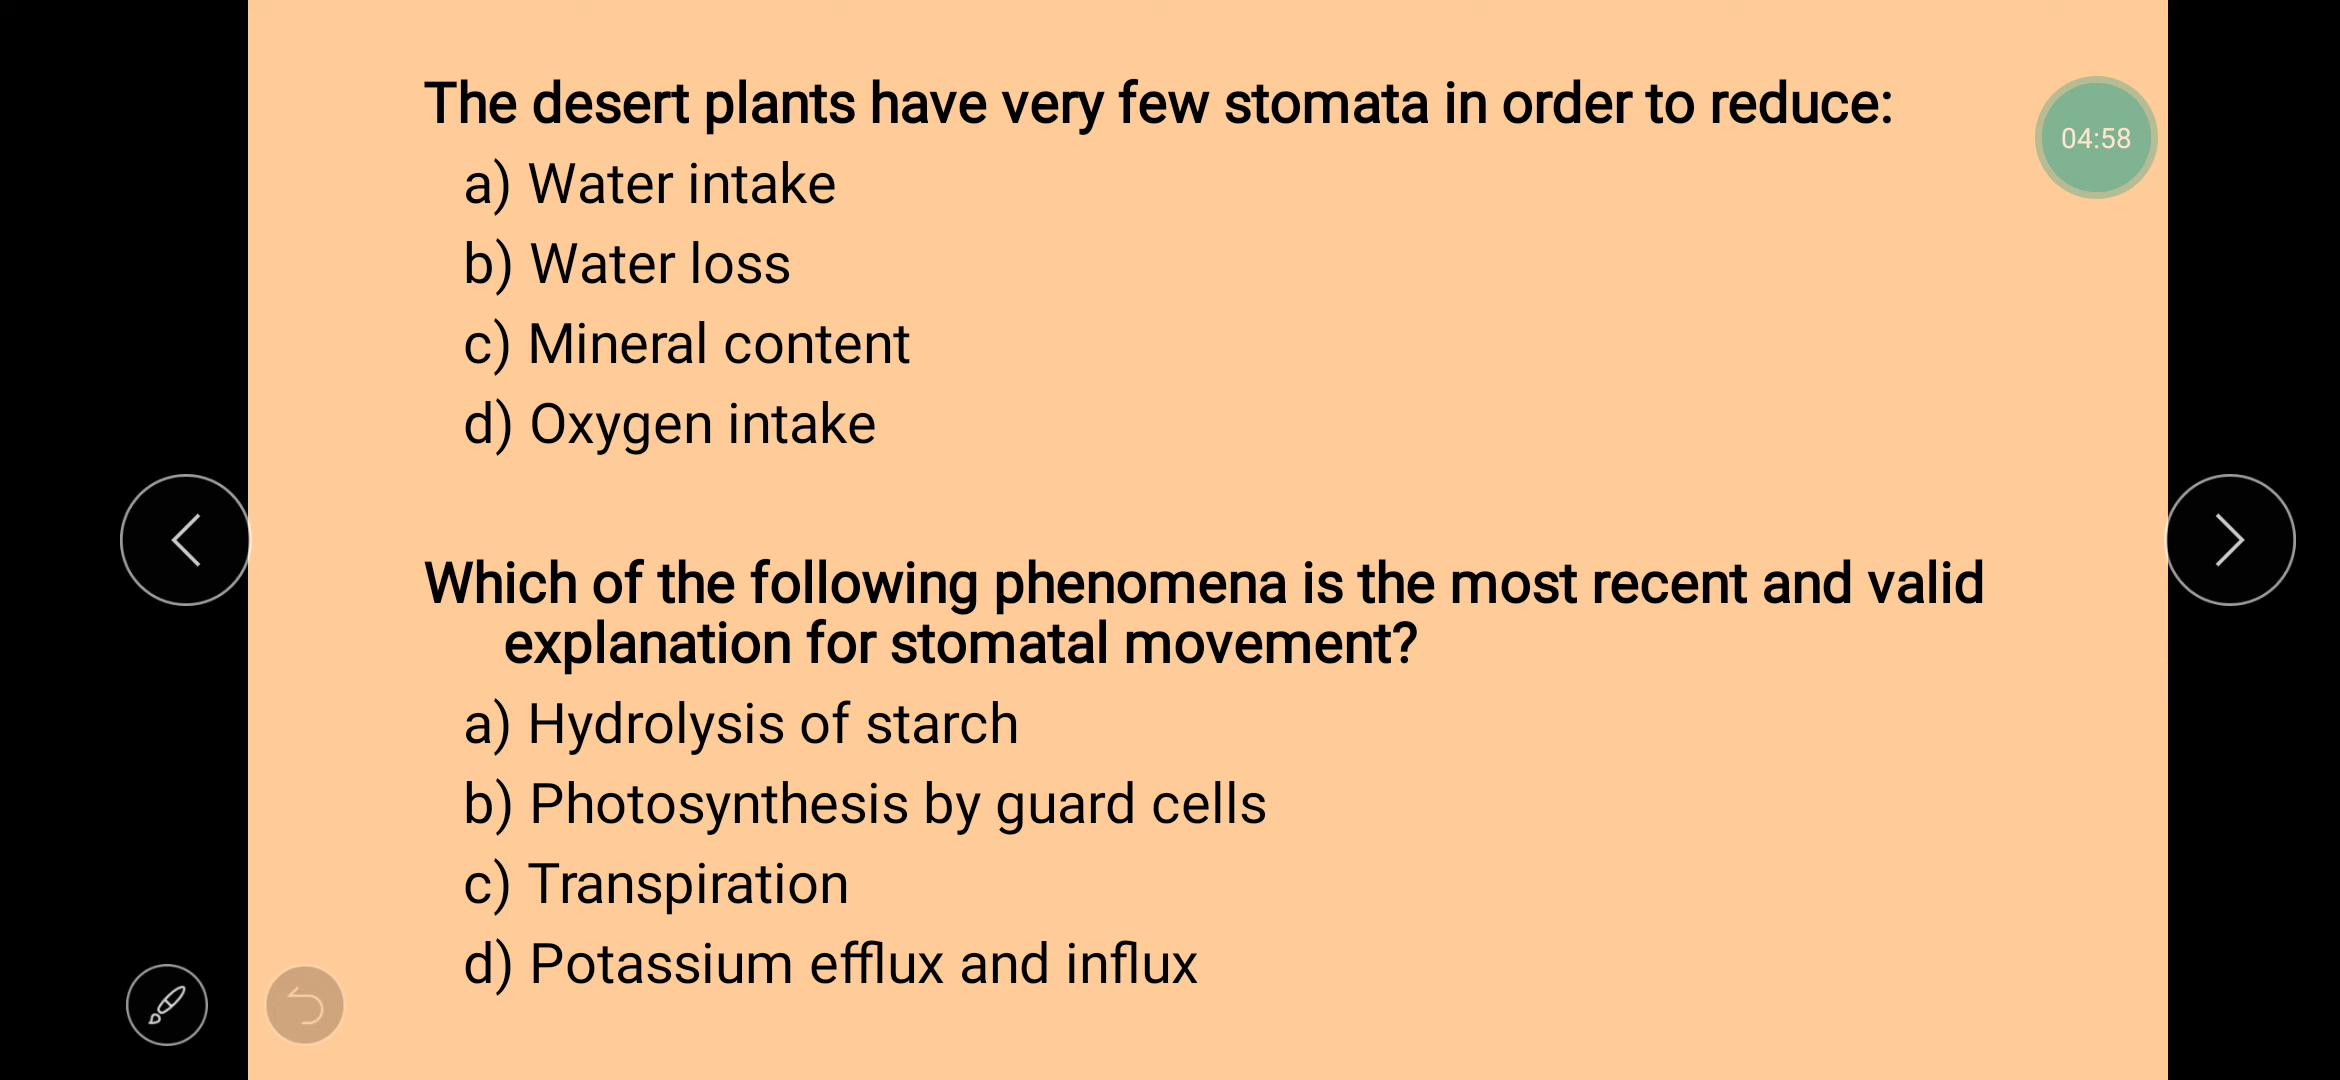 The desert plants have very few stomata in order to reduce:
04:58
a) Water intake
b) Water loss
c) Mineral content
d) Oxygen intake
Which of the following phenomena is the most recent and valid
explanation for stomatal movement?
a) Hydrolysis of starch
b) Photosynthesis by guard cells
c) Transpiration
d) Potassium efflux and influx